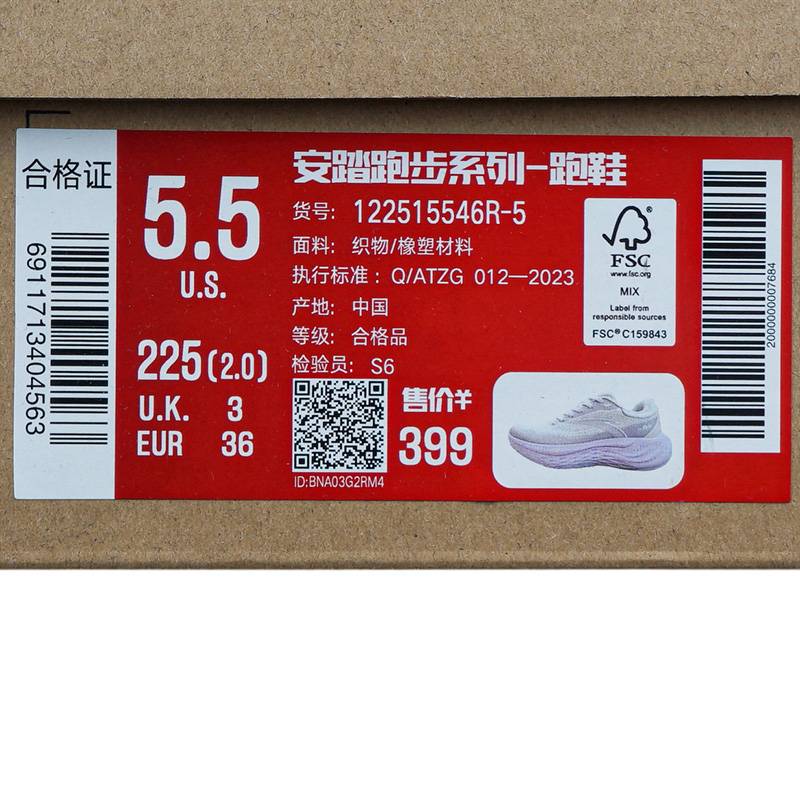 合格证
6911713404563
5.5
U.S.
225(2.0)
U.K. 3
EUR 36
安踏跑步系列-跑鞋
货号: 122515546R-5
面料: 织物/橡塑材料
执行标准: Q/ATZG 012—2023
产地: 中国
等级: 合格品
检验员: S6
ID:BNA03G2RM4
售价¥
399
FSC
www.fsc.org
MIX
Label from
responsible sources
FSC® C159843
2000000007684